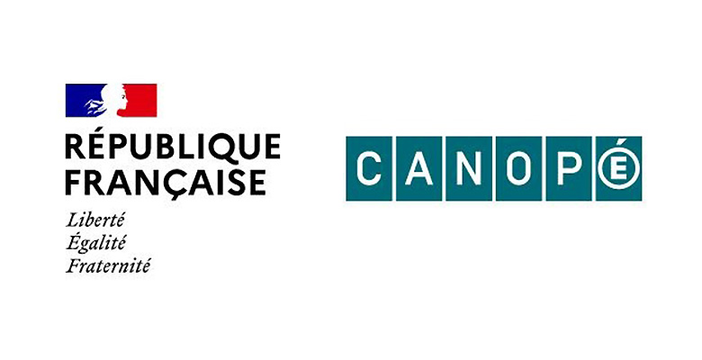 RÉPUBLIQUE
FRANÇAISE
Liberté
Égalité
Fraternité
CANOPÉ